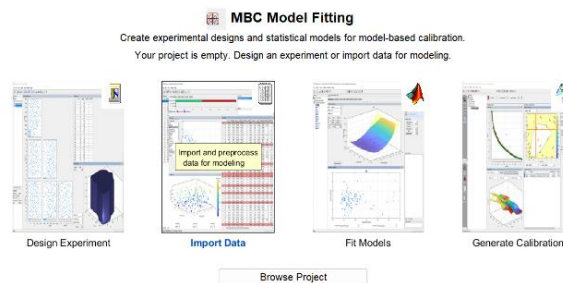 MBC Model Fitting
Create experimental designs and statistical models for model-based calibration.
Your project is empty. Design an experiment or import data for modeling.
Import and preprocess
data for modeling
Design Experiment
Import Data
Fit Models
Generate Calibration
Browse Project